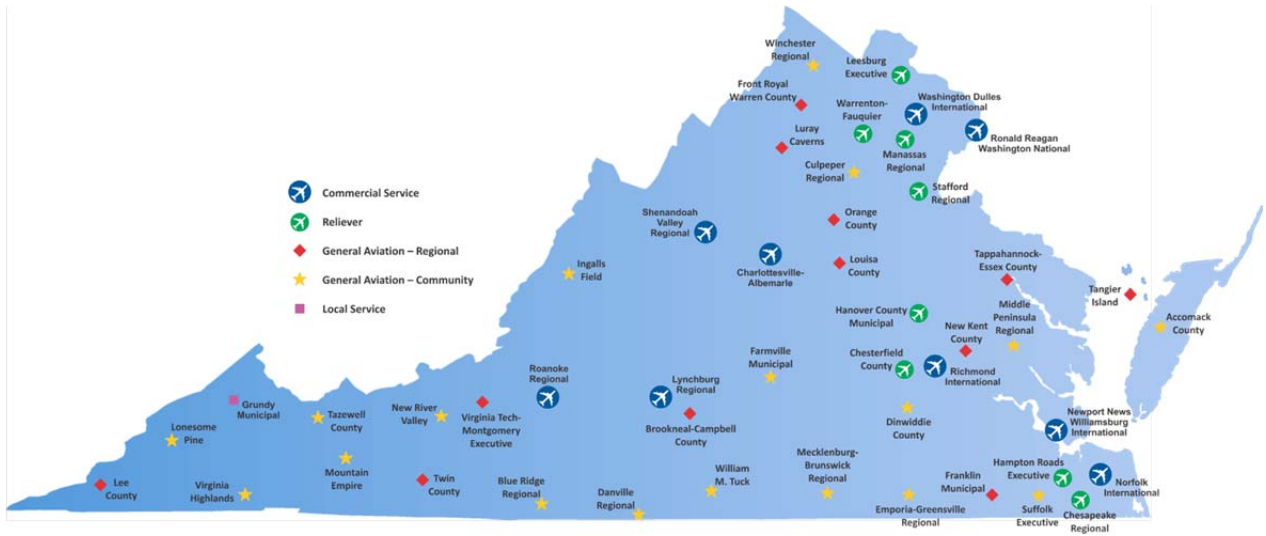 Winchester
Regional
Leesburg
Executive
Front Royal
Warren County
Warrenton-
Fauquier
Washington Dulles
International
Ronald Reagan
Washington National
Luray
Caverns
Manassas
Regional
Culpeper
Regional
Stafford
Regional
Commercial Service
Reliever
General Aviation – Regional
General Aviation – Community
Local Service
Shenandoah
Valley
Regional
Orange
County
Ingalls
Field
Charlottesville-
Albemarle
Louisa
County
Tappahannock-
Essex County
Tangier
Island
Accomack
County
Hanover County
Municipal
Middle
Peninsula
Regional
New Kent
County
Chesterfield
County
Richmond
International
Farmville
Municipal
Roanoke
Regional
Lynchburg
Regional
Brookneal-Campbell
County
Grundy
Municipal
Tazewell
County
New River
Valley
Virginia Tech-
Montgomery
Executive
Dinwiddie
County
Newport News
Williamsburg
International
Lonesome
Pine
Mountain
Empire
Lee
County
Virginia
Highlands
Twin
County
Blue Ridge
Regional
Danville
Regional
William
M. Tuck
Mecklenburg-
Brunswick
Regional
Emporia-Greensville
Regional
Franklin
Municipal
Hampton Roads
Executive
Norfolk
International
Suffolk
Executive
Chesapeake
Regional